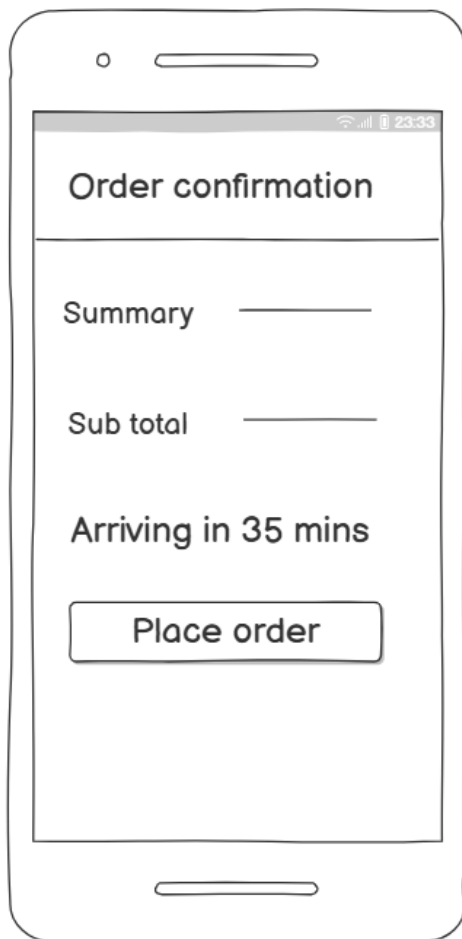 23:33
Order confirmation
Summary
Sub total
Arriving in 35 mins
Place order